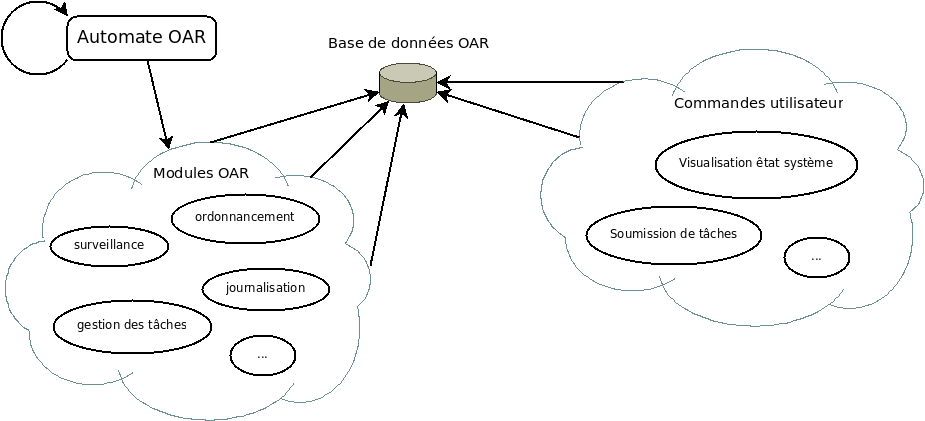 Automate OAR
Base de données OAR
Commandes utilisateur
Visualisation êtat système
Soumission de tâches
...
Modules OAR
ordonnancement
surveillance
journalisation
gestion des tâches
...